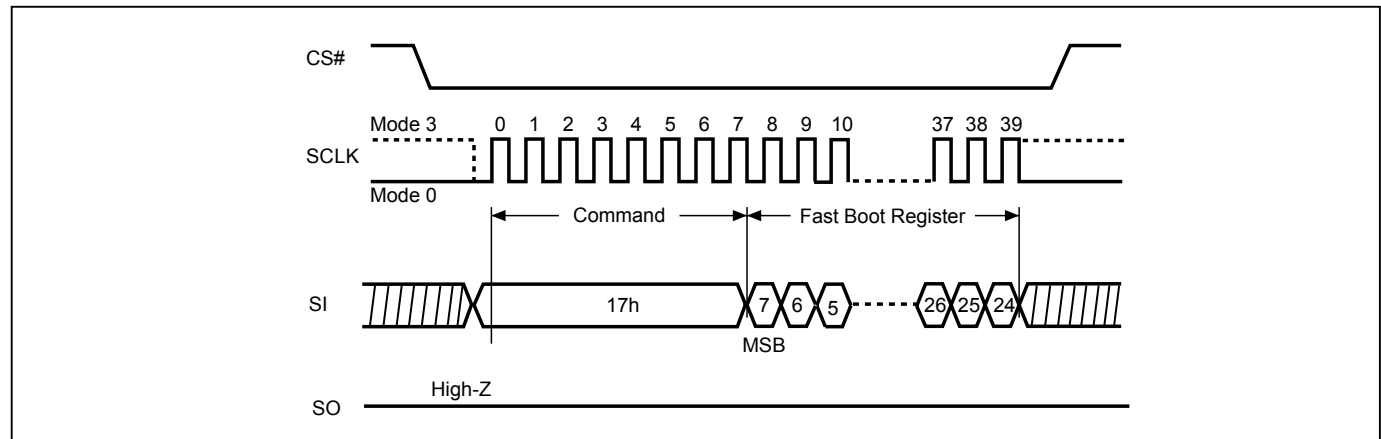 CS#
Mode 3 0 1 2 3 4 5 6 7 8 9 10 37 38 39
SCLK
Mode 0
Command Fast Boot Register
SI 17h 7 6 5 26 25 24
MSB
High-Z
SO